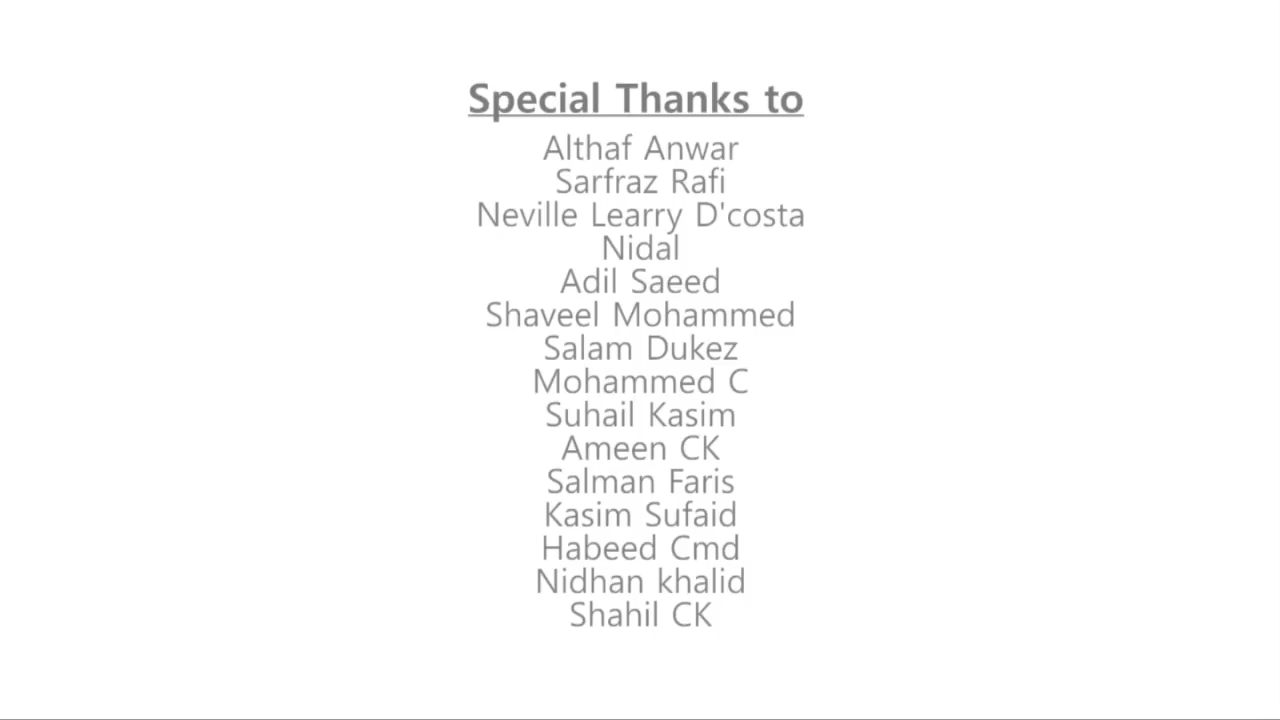 Special Thanks to
Althaf Anwar
Sarfraz Rafi
Neville Learry D'costa
Nidal
Adil Saeed
Shaveel Mohammed
Salam Dukez
Mohammed C
Suhail Kasim
Ameen CK
Salman Faris
Kasim Sufaid
Habeed Cmd
Nidhan khalid
Shahil CK